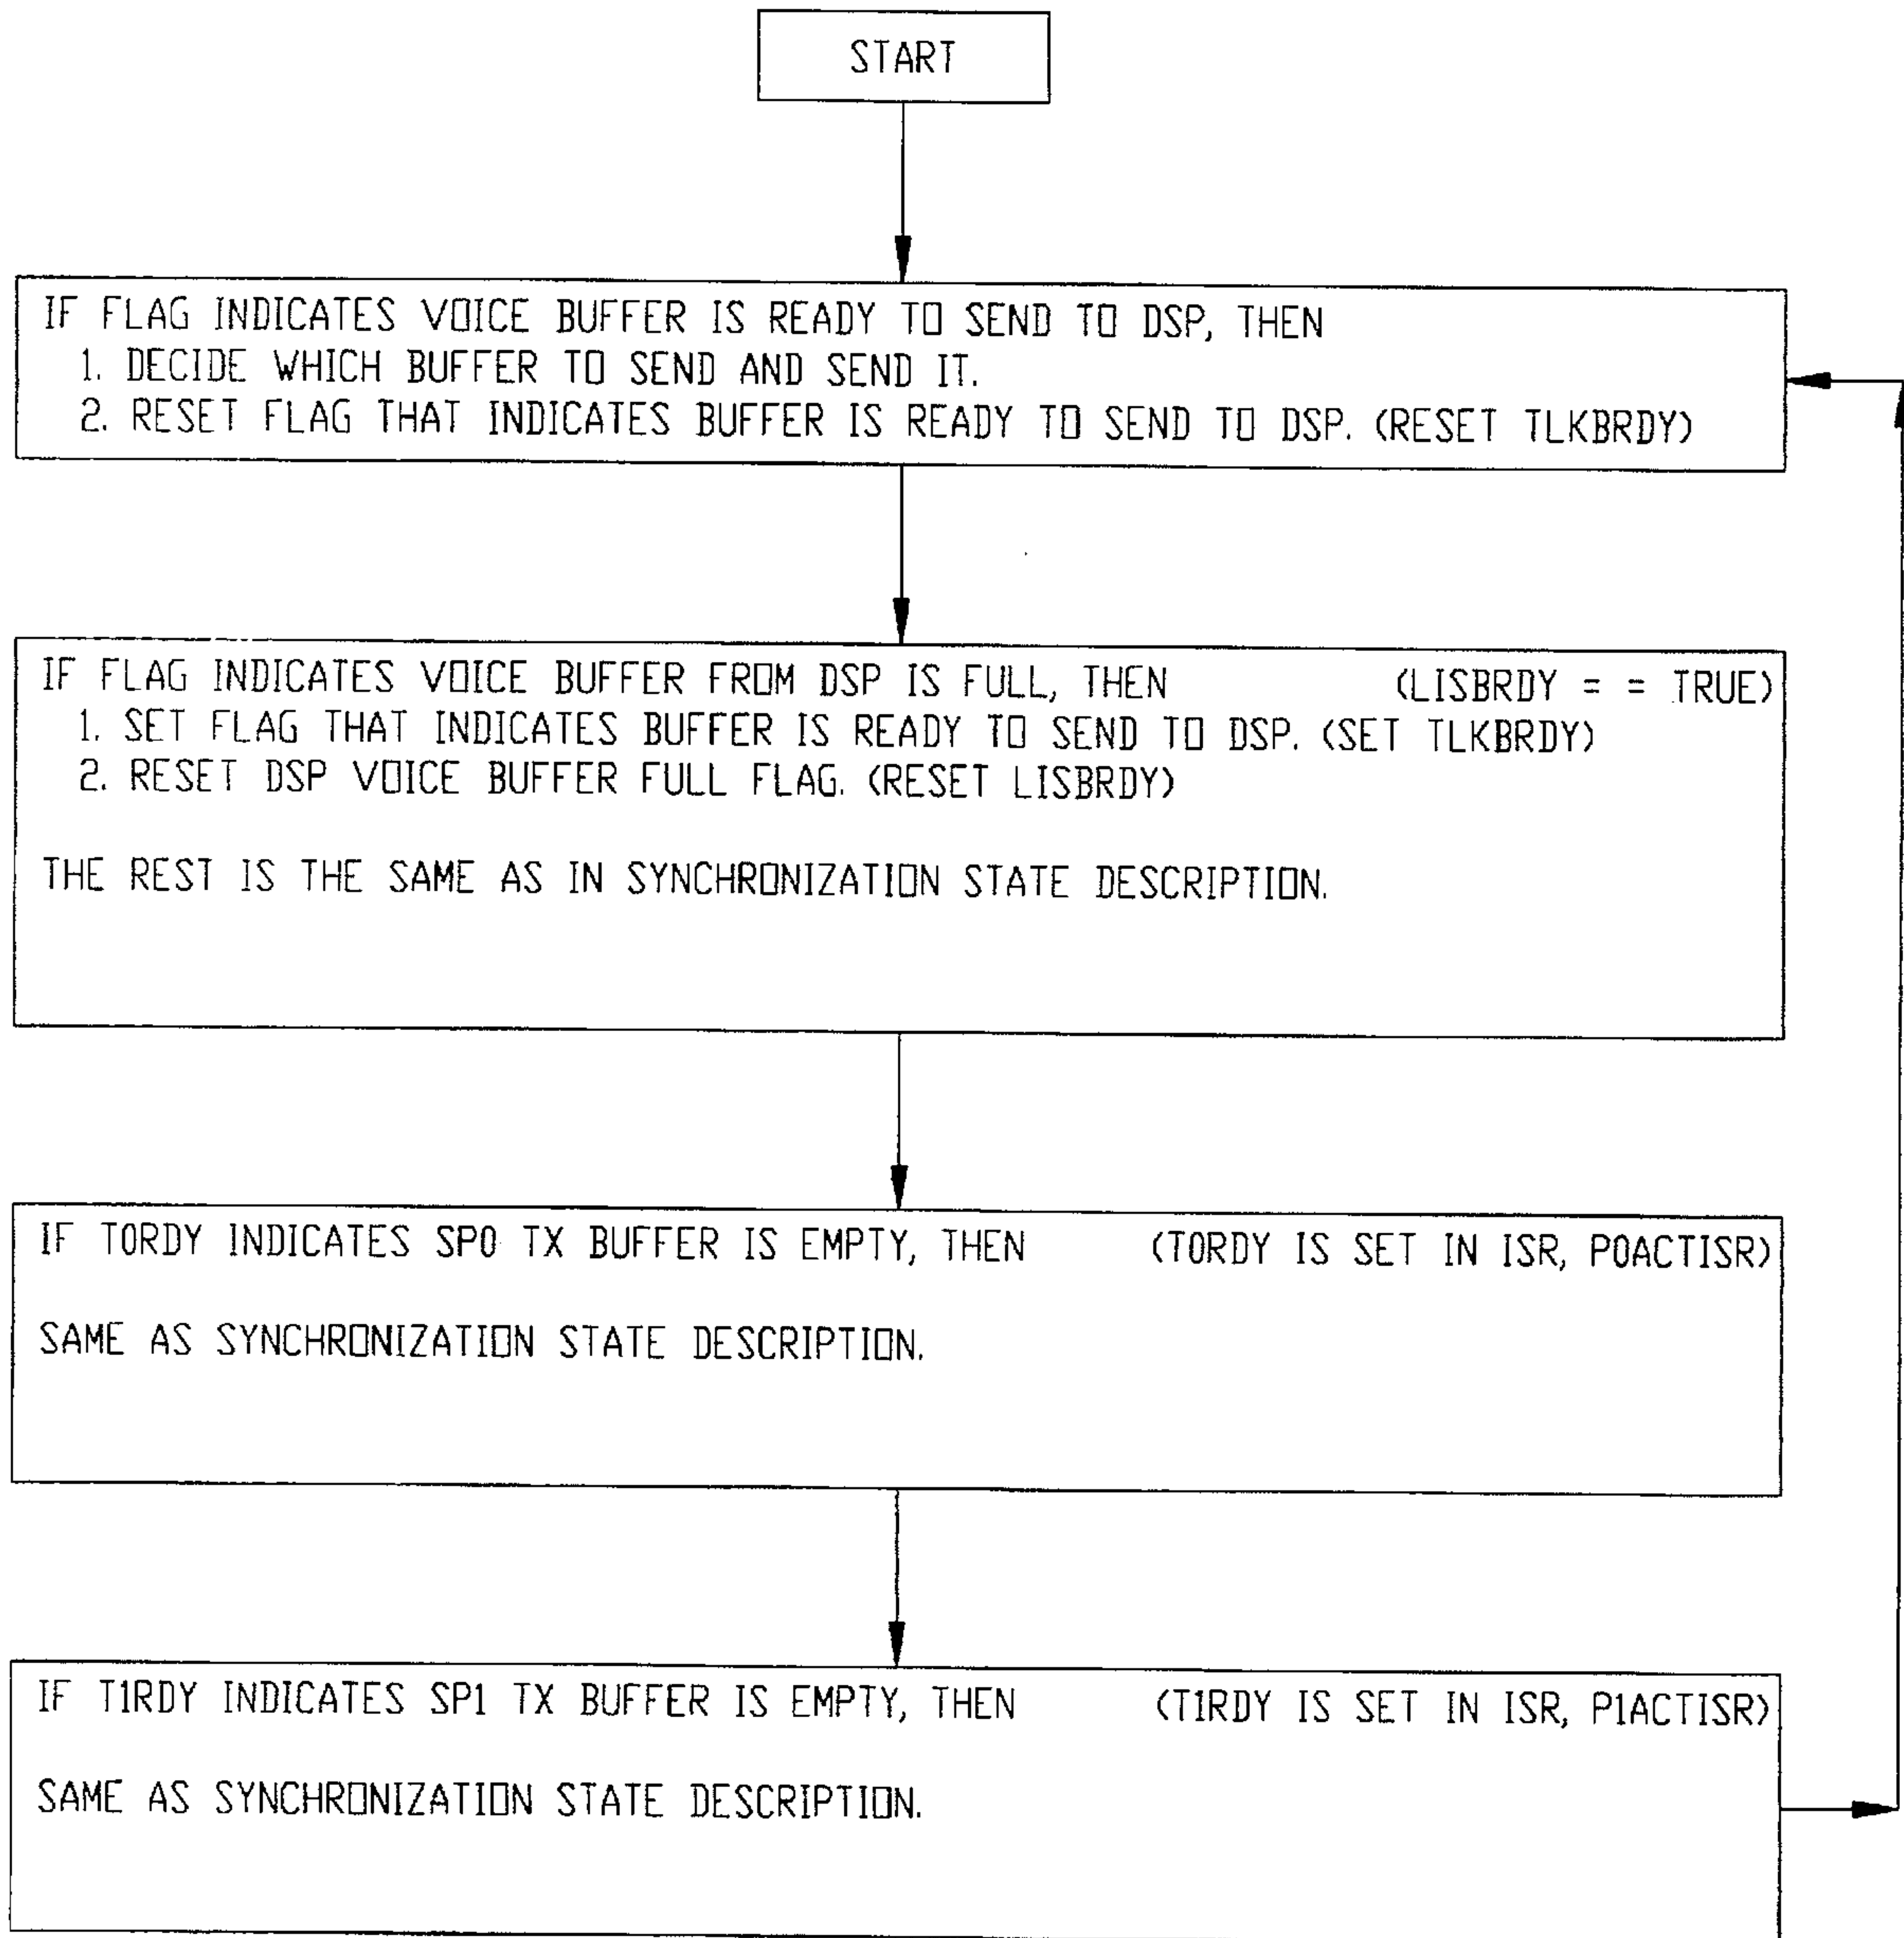 START
IF FLAG INDICATES VOICE BUFFER IS READY TO SEND TO DSP, THEN
1. DECIDE WHICH BUFFER TO SEND AND SEND IT.
2. RESET FLAG THAT INDICATES BUFFER IS READY TO SEND TO DSP. (RESET TLKBRDY)
IF FLAG INDICATES VOICE BUFFER FROM DSP IS FULL, THEN (LISBRDY = = TRUE)
1. SET FLAG THAT INDICATES BUFFER IS READY TO SEND TO DSP. (SET TLKBRDY)
2. RESET DSP VOICE BUFFER FULL FLAG. (RESET LISBRDY)
THE REST IS THE SAME AS IN SYNCHRONIZATION STATE DESCRIPTION.
IF T0RDY INDICATES SP0 TX BUFFER IS EMPTY, THEN (T0RDY IS SET IN ISR, P0ACTISR)
SAME AS SYNCHRONIZATION STATE DESCRIPTION.
IF T1RDY INDICATES SP1 TX BUFFER IS EMPTY, THEN (T1RDY IS SET IN ISR, P1ACTISR)
SAME AS SYNCHRONIZATION STATE DESCRIPTION.